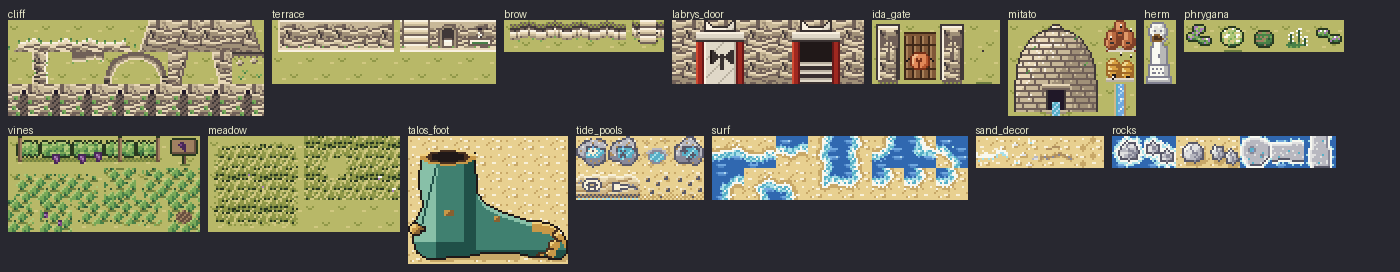 cliff terrace brow labrys_door ida_gate mitato herm phrygana
vines meadow talos_foot tide_pools surf sand_decor rocks